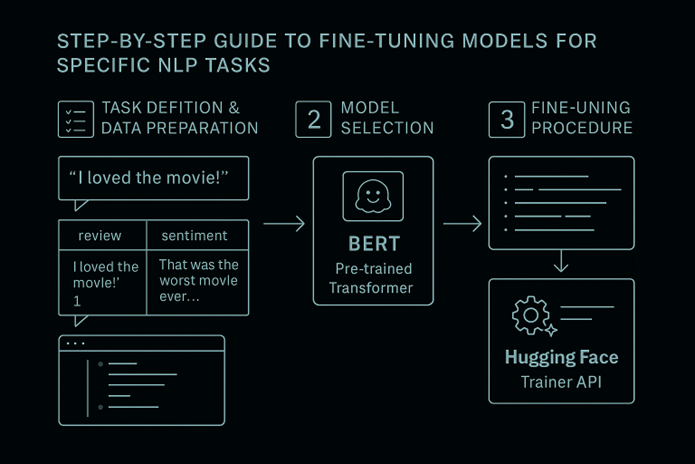 STEP-BY-STEP GUIDE TO FINE-TUNING MODELS FOR
SPECIFIC NLP TASKS
TASK DEFITION &
DATA PREPARATION
"I loved the movie!"
review
sentiment
I loved the
movle!'
1
That was the
worst movle
ever...
2
MODEL
SELECTION
BERT
Pre-trained
Transformer
3
FINE-UNING
PROCEDURE
Hugging Face
Trainer API